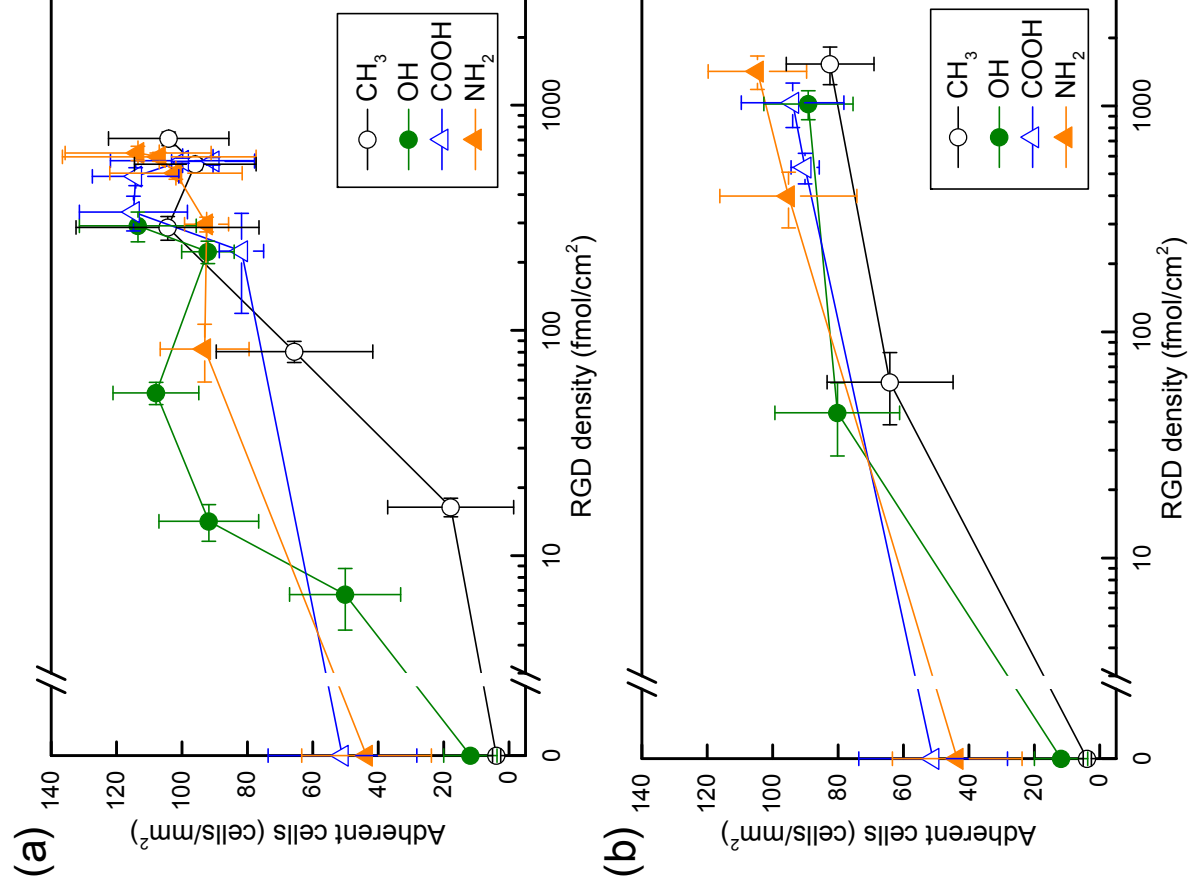 (a)
140
120
100
80
60
40
20
0
Adherent cells (cells/mm²)
0
10
100
1000
RGD density (fmol/cm²)
CH₃
OH
COOH
NH₂
(b)
140
120
100
80
60
40
20
0
Adherent cells (cells/mm²)
0
10
100
1000
RGD density (fmol/cm²)
CH₃
OH
COOH
NH₂